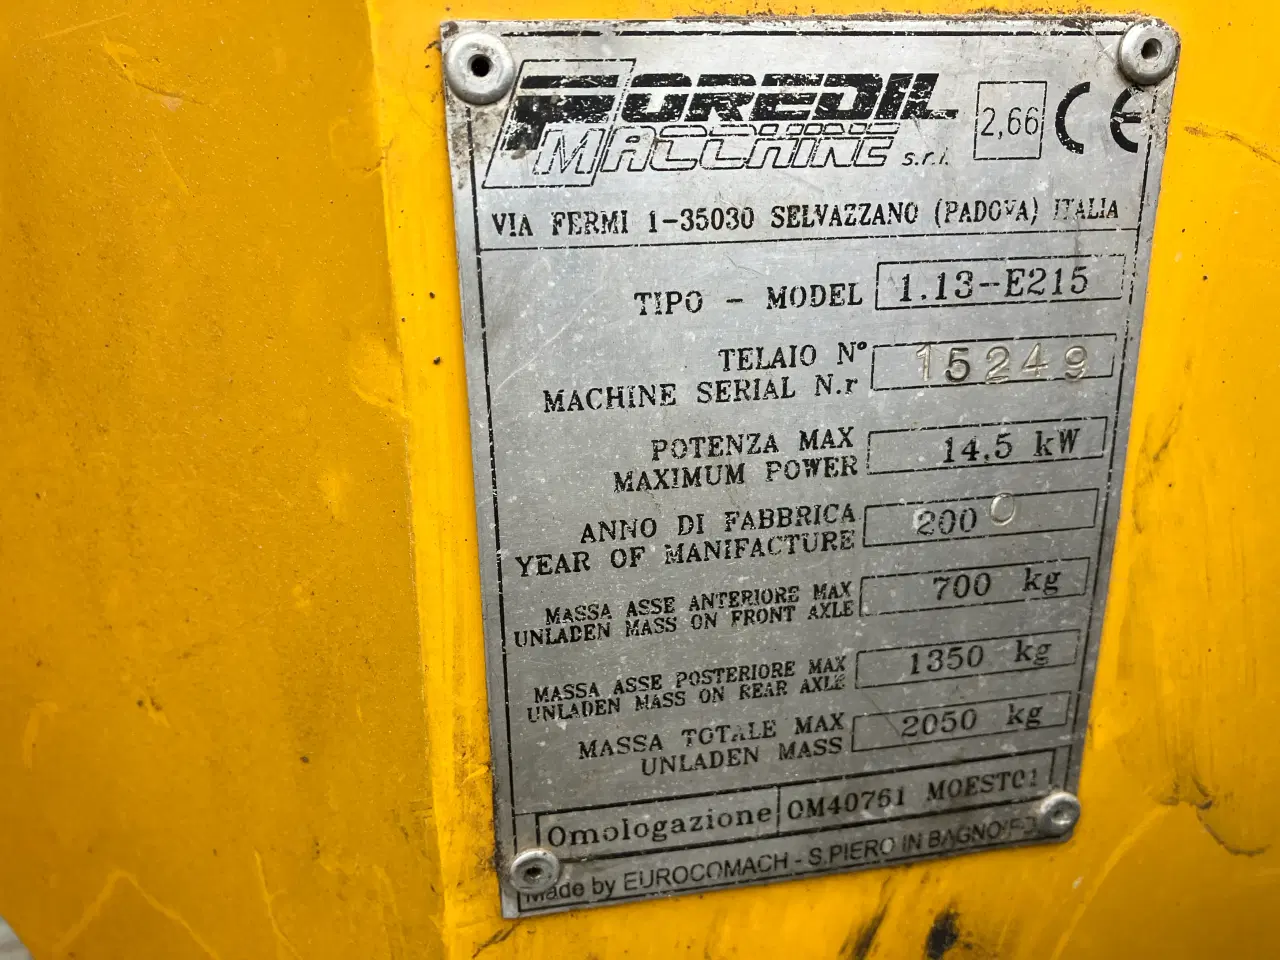 FOREDIL
MACCHINE s.r.l.
2,66 CE
VIA FERMI 1-35030 SELVAZZANO (PADOVA) ITALIA
TIPO - MODEL 1.13-E215
TELAIO N°
MACHINE SERIAL N.r 15249
POTENZA MAX
MAXIMUM POWER 14.5 kW
ANNO DI FABBRICA
YEAR OF MANIFACTURE 2000
MASSA ASSE ANTERIORE MAX
UNLADEN MASS ON FRONT AXLE 700 kg
MASSA ASSE POSTERIORE MAX
UNLADEN MASS ON REAR AXLE 1350 kg
MASSA TOTALE MAX
UNLADEN MASS 2050 kg
Omologazione OM40761 MOEST01
Made by EUROCOMACH - S.PIERO IN BAGNO